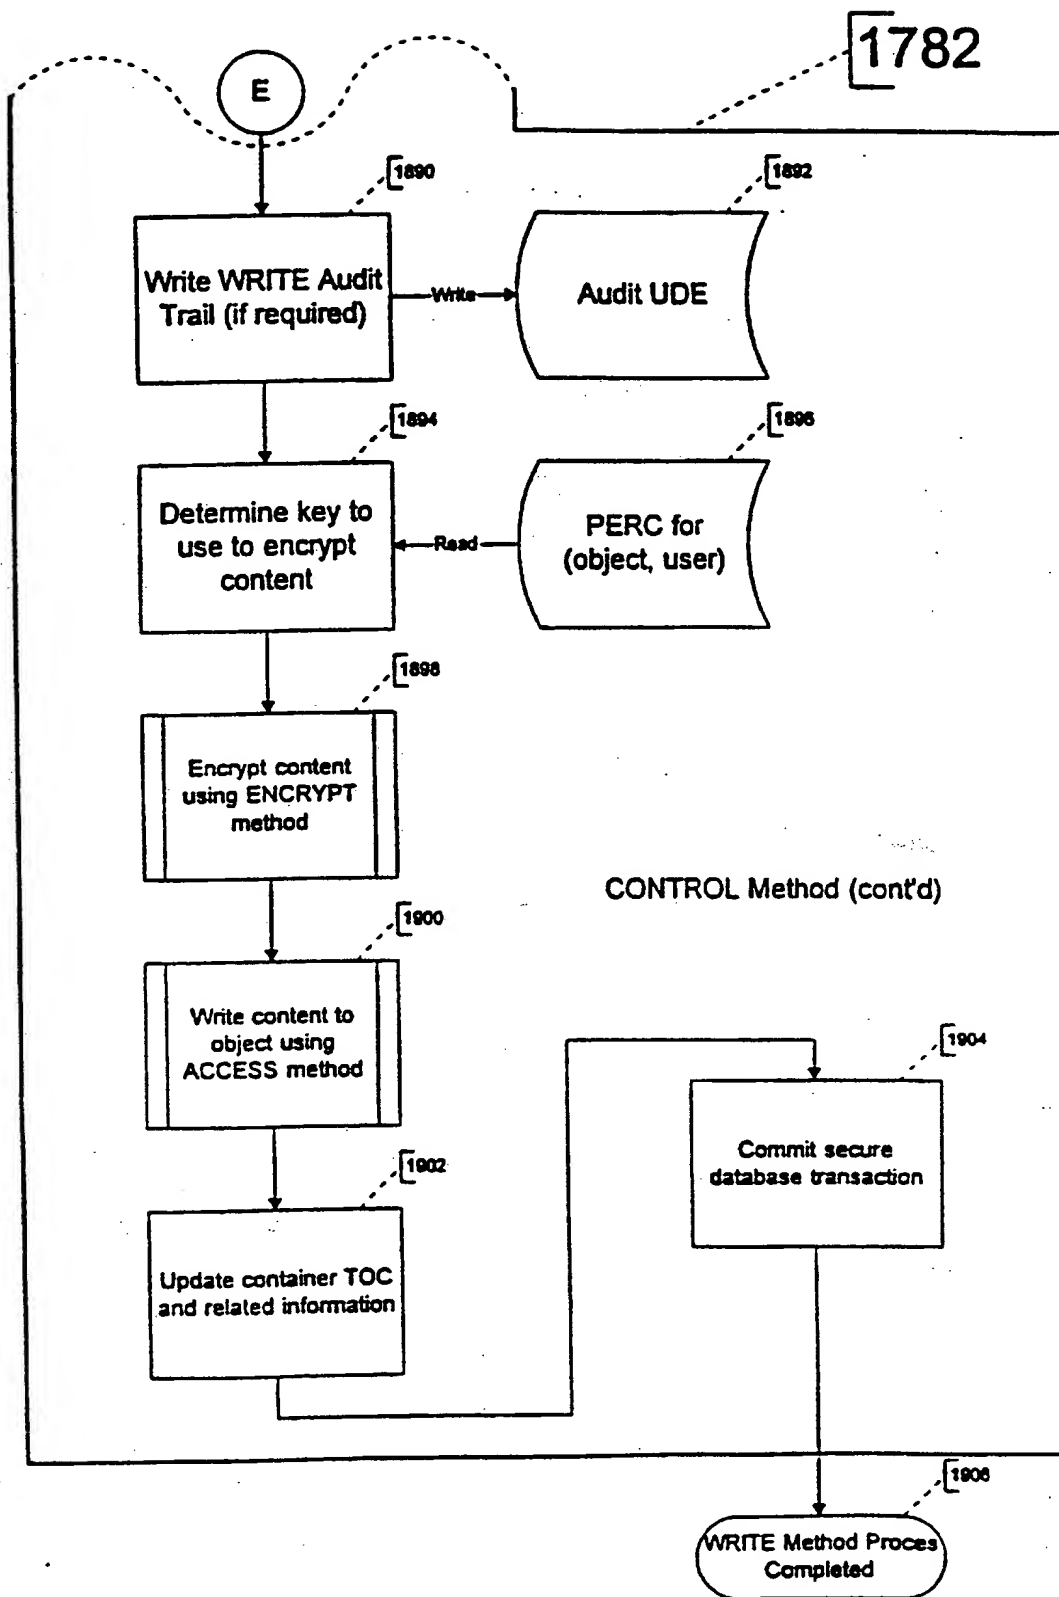 1782
E
1890
1892
Write WRITE Audit
Trail (if required)
Write
Audit UDE
1894
1896
Determine key to
use to encrypt
content
Read
PERC for
(object, user)
1898
Encrypt content
using ENCRYPT
method
CONTROL Method (cont'd)
1900
Write content to
object using
ACCESS method
1904
Commit secure
database transaction
1902
Update container TOC
and related information
1906
WRITE Method Proces
Completed